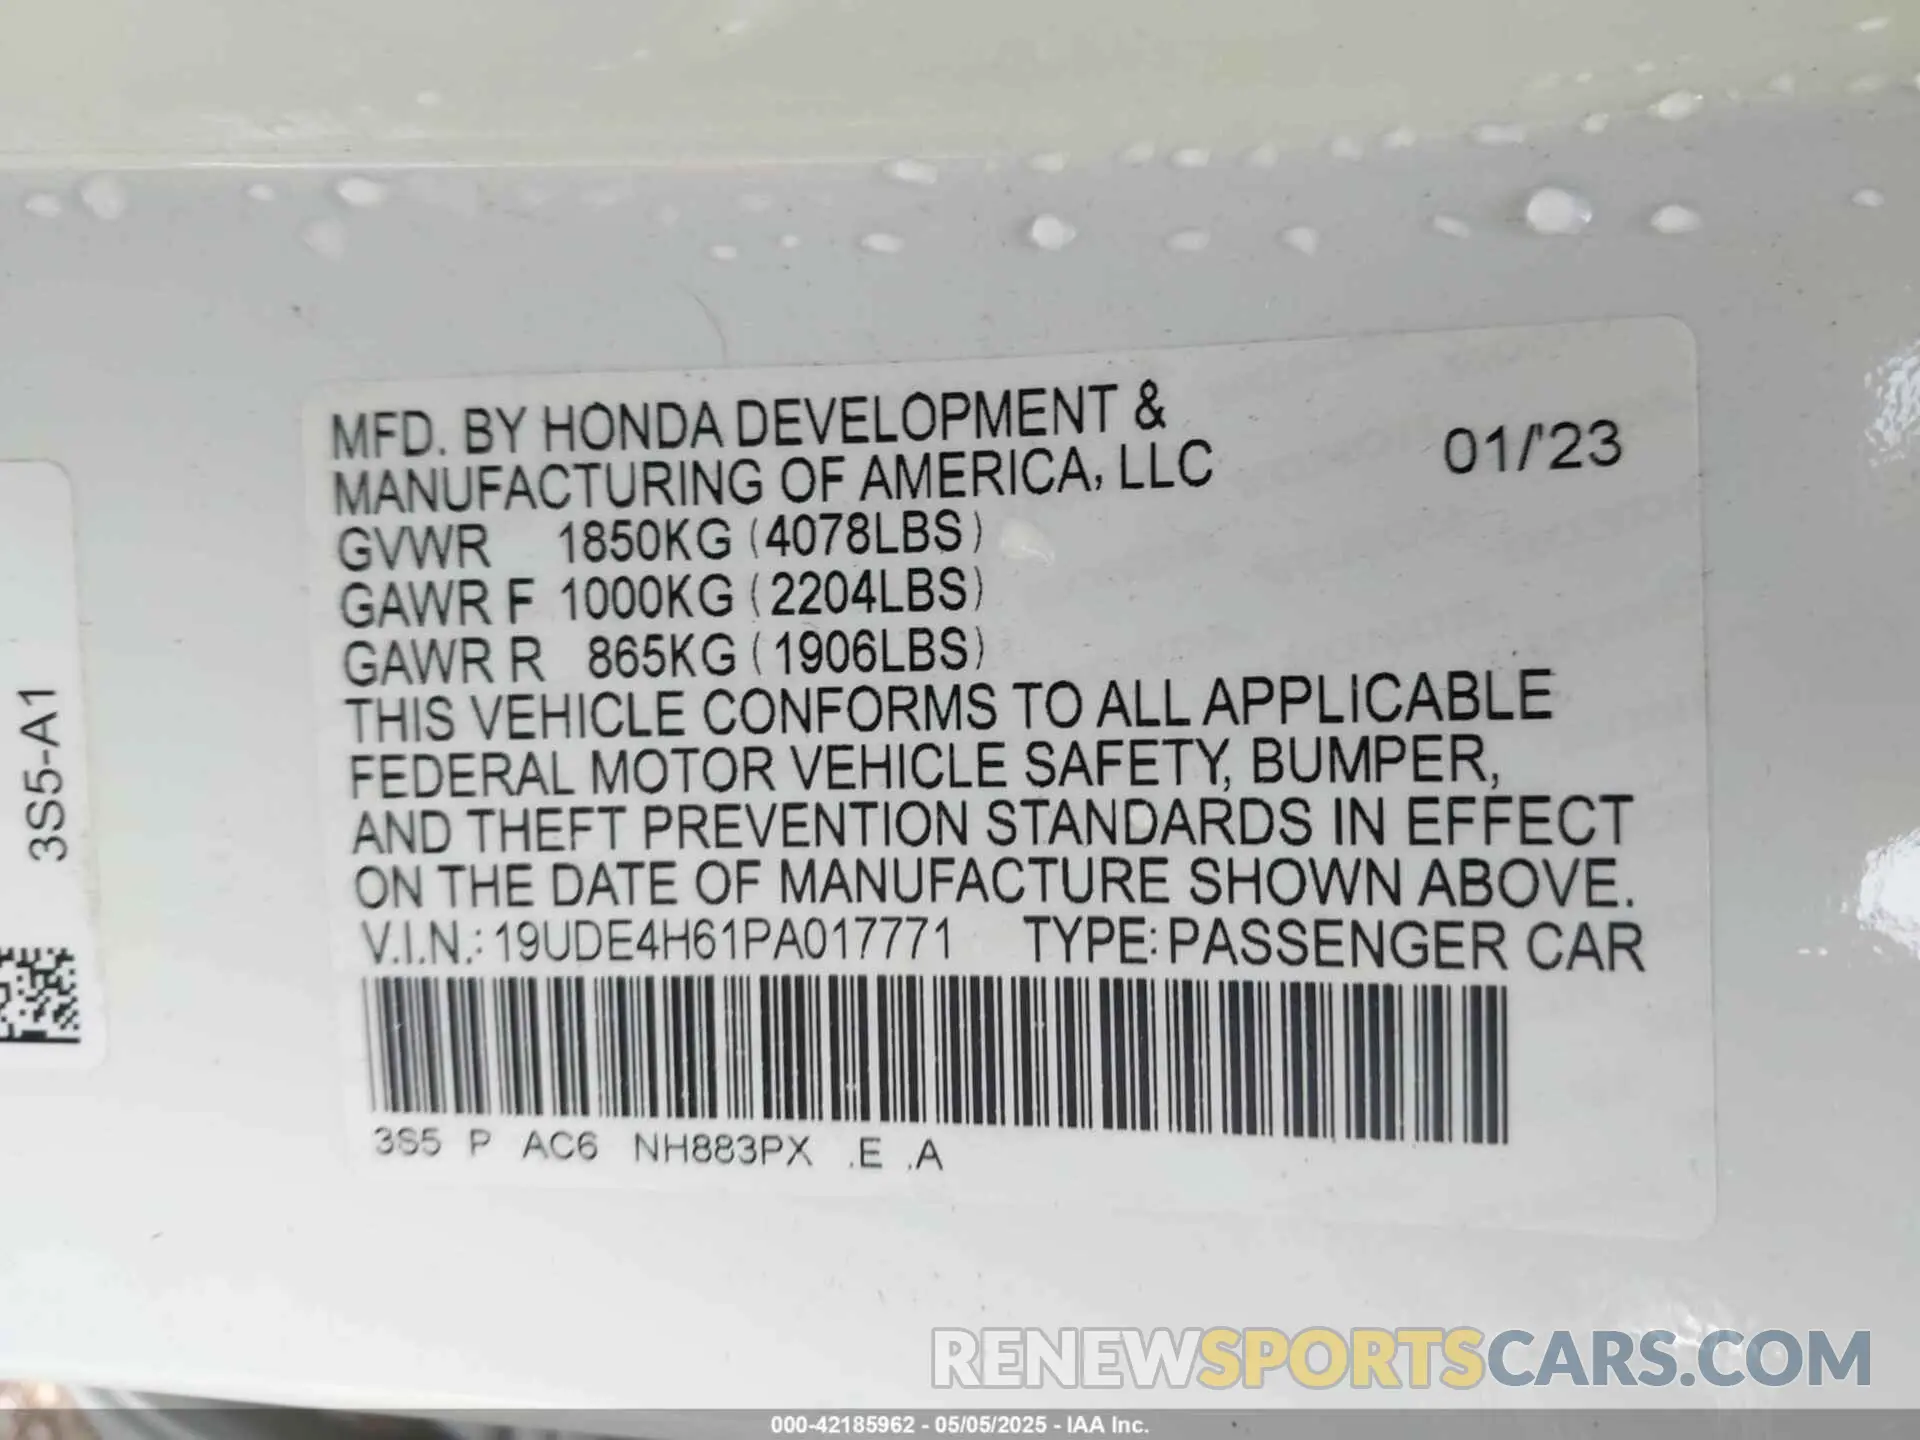 MFD. BY HONDA DEVELOPMENT &
MANUFACTURING OF AMERICA, LLC 01/'23
GVWR 1850KG (4078LBS)
GAWR F 1000KG (2204LBS)
GAWR R 865KG (1906LBS)
THIS VEHICLE CONFORMS TO ALL APPLICABLE
FEDERAL MOTOR VEHICLE SAFETY, BUMPER,
AND THEFT PREVENTION STANDARDS IN EFFECT
ON THE DATE OF MANUFACTURE SHOWN ABOVE.
V.I.N.: 19UDE4H61PA017771 TYPE: PASSENGER CAR
3S5 P AC6 NH883PX .E .A
3S5-A1
RENEWSPORTSCARS.COM
000-42185962 - 05/05/2025 - IAA Inc.